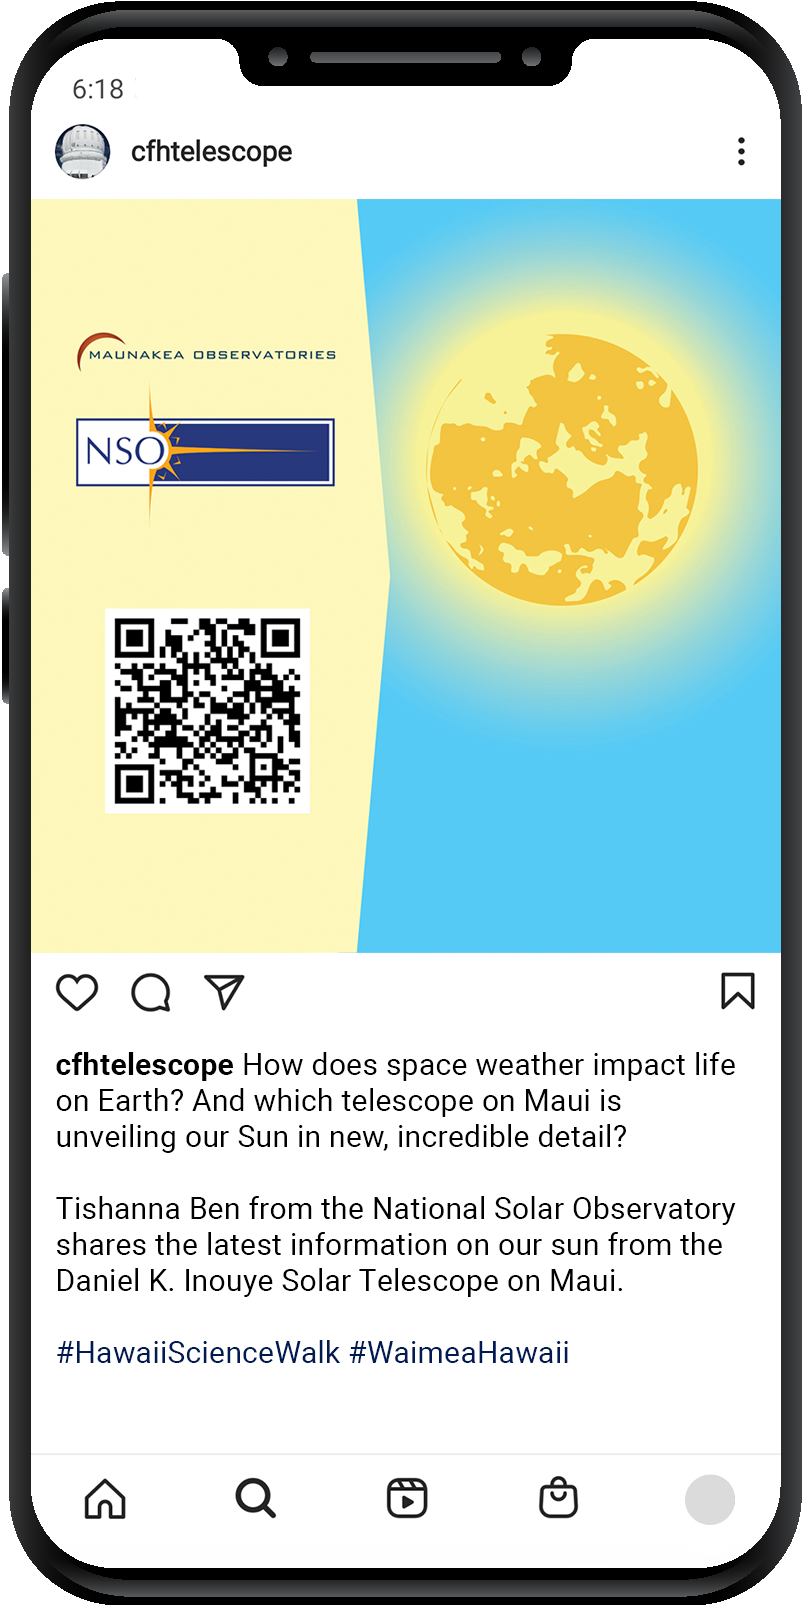 6:18
cfhtelescope
MAUNAKEA OBSERVATORIES
NSO
cfhtelescope How does space weather impact life
on Earth? And which telescope on Maui is
unveiling our Sun in new, incredible detail?
Tishanna Ben from the National Solar Observatory
shares the latest information on our sun from the
Daniel K. Inouye Solar Telescope on Maui.
#HawaiiScienceWalk #WaimeaHawaii